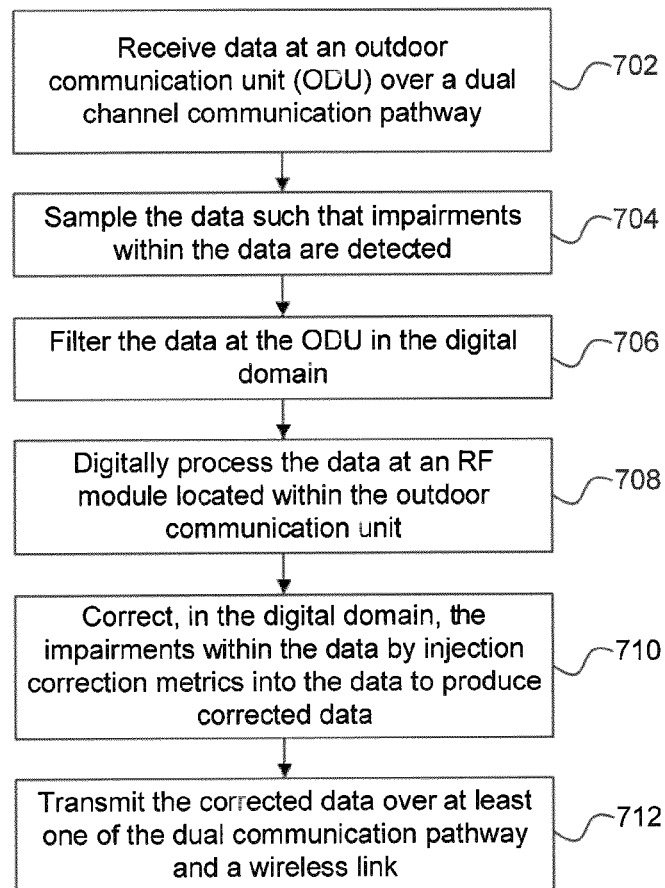 Receive data at an outdoor
communication unit (ODU) over a dual
channel communication pathway
702
Sample the data such that impairments
within the data are detected
704
Filter the data at the ODU in the digital
domain
706
Digitally process the data at an RF
module located within the outdoor
communication unit
708
Correct, in the digital domain, the
impairments within the data by injection
correction metrics into the data to produce
corrected data
710
Transmit the corrected data over at least
one of the dual communication pathway
and a wireless link
712